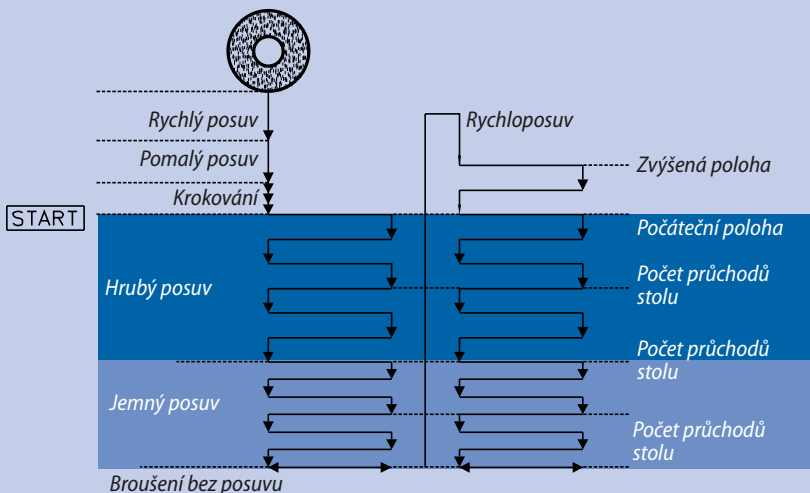 Rychlý posuv
Rychloposuv
Pomalý posuv
Zvýšená poloha
Krokování
START
Počáteční poloha
Hrubý posuv
Počet průchodů
stolu
Počet průchodů
stolu
Jemný posuv
Počet průchodů
stolu
Broušení bez posuvu